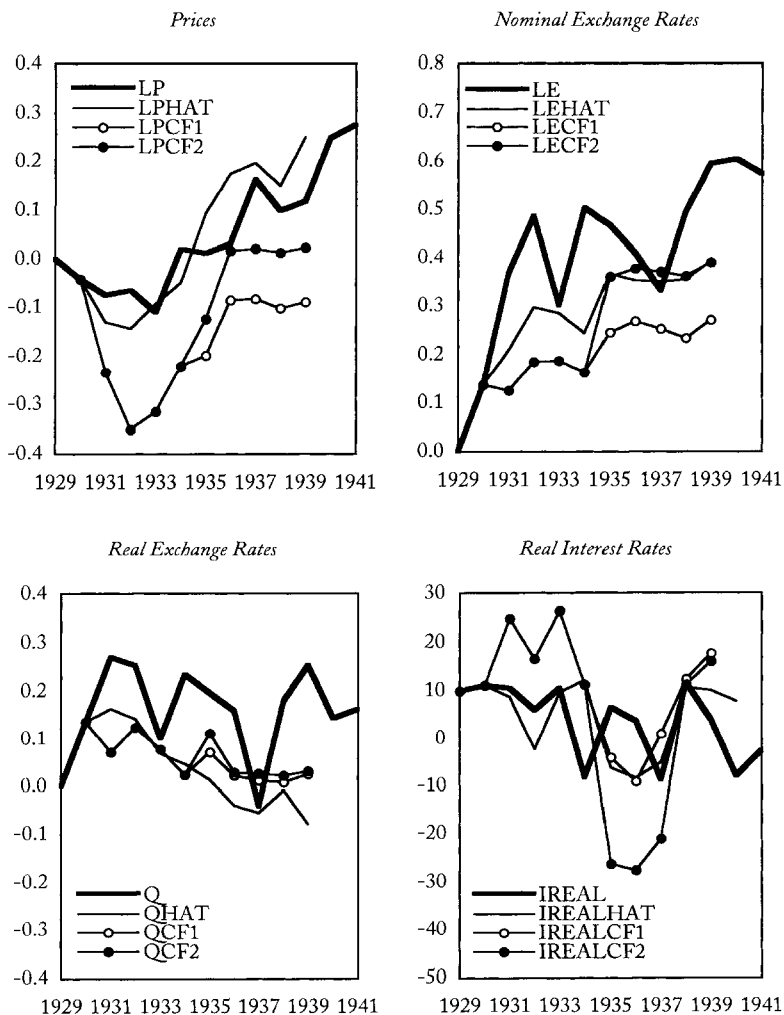 Prices
0.4
0.3
0.2
0.1
0.0
-0.1
-0.2
-0.3
-0.4
LP
LPHAT
LPCF1
LPCF2
1929 1931 1933 1935 1937 1939 1941
Nominal Exchange Rates
0.8
0.7
0.6
0.5
0.4
0.3
0.2
0.1
0.0
LE
LEHAT
LECF1
LECF2
1929 1931 1933 1935 1937 1939 1941
Real Exchange Rates
0.4
0.3
0.2
0.1
0.0
-0.1
-0.2
-0.3
-0.4
Q
QHAT
QCF1
QCF2
1929 1931 1933 1935 1937 1939 1941
Real Interest Rates
30
20
10
0
-10
-20
-30
-40
-50
IREAL
IREALHAT
IREALCF1
IREALCF2
1929 1931 1933 1935 1937 1939 1941